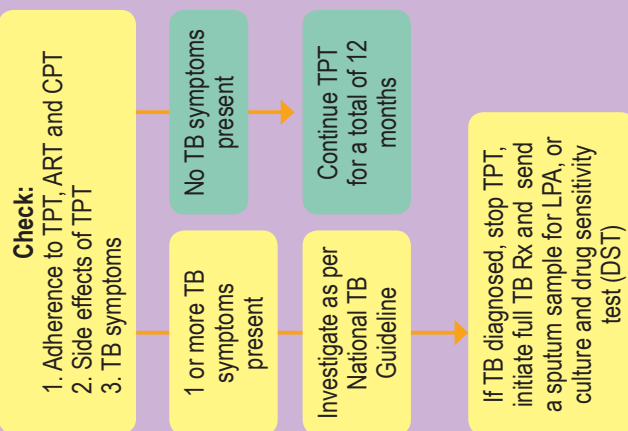 Check:
1. Adherence to TPT, ART and CPT
2. Side effects of TPT
3. TB symptoms
No TB symptoms
present
Continue TPT
for a total of 12
months
1 or more TB
symptoms
present
Investigate as per
National TB
Guideline
If TB diagnosed, stop TPT,
initiate full TB Rx and send
a sputum sample for LPA, or
culture and drug sensitivity
test (DST)